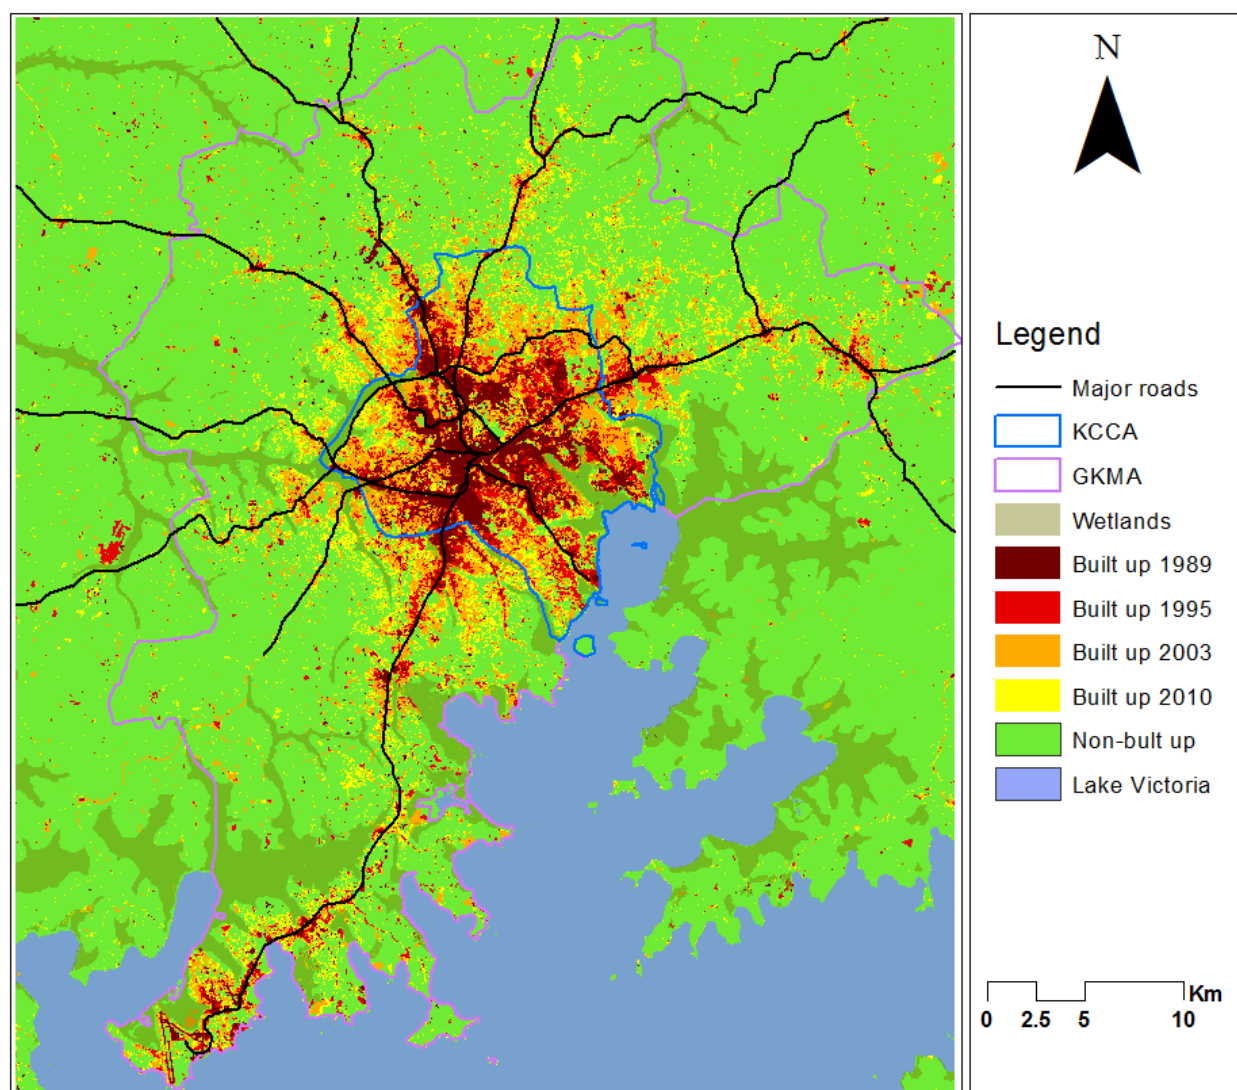 N
Legend
Major roads
KCCA
GKMA
Wetlands
Built up 1989
Built up 1995
Built up 2003
Built up 2010
Non-bult up
Lake Victoria
Km
0 2.5 5 10